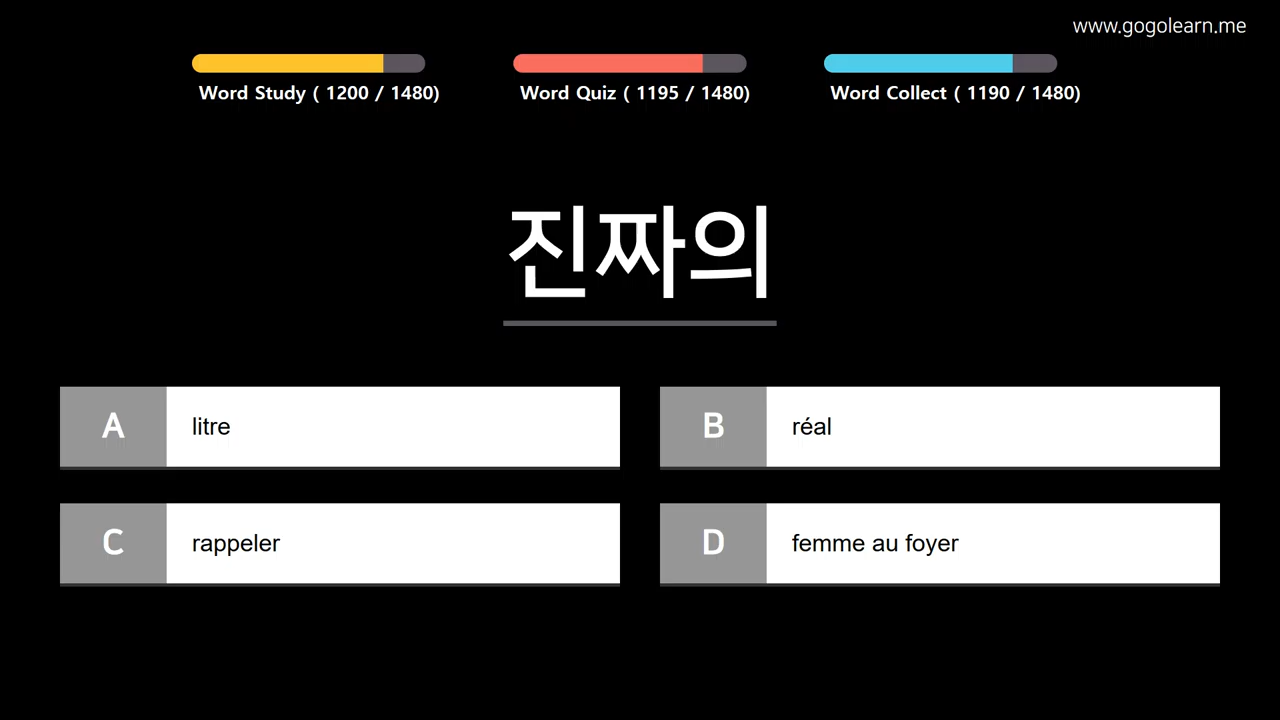 www.gogolearn.me
Word Study ( 1200 / 1480)
Word Quiz ( 1195 / 1480)
Word Collect ( 1190 / 1480)
진짜의
A litre
B réal
C rappeler
D femme au foyer